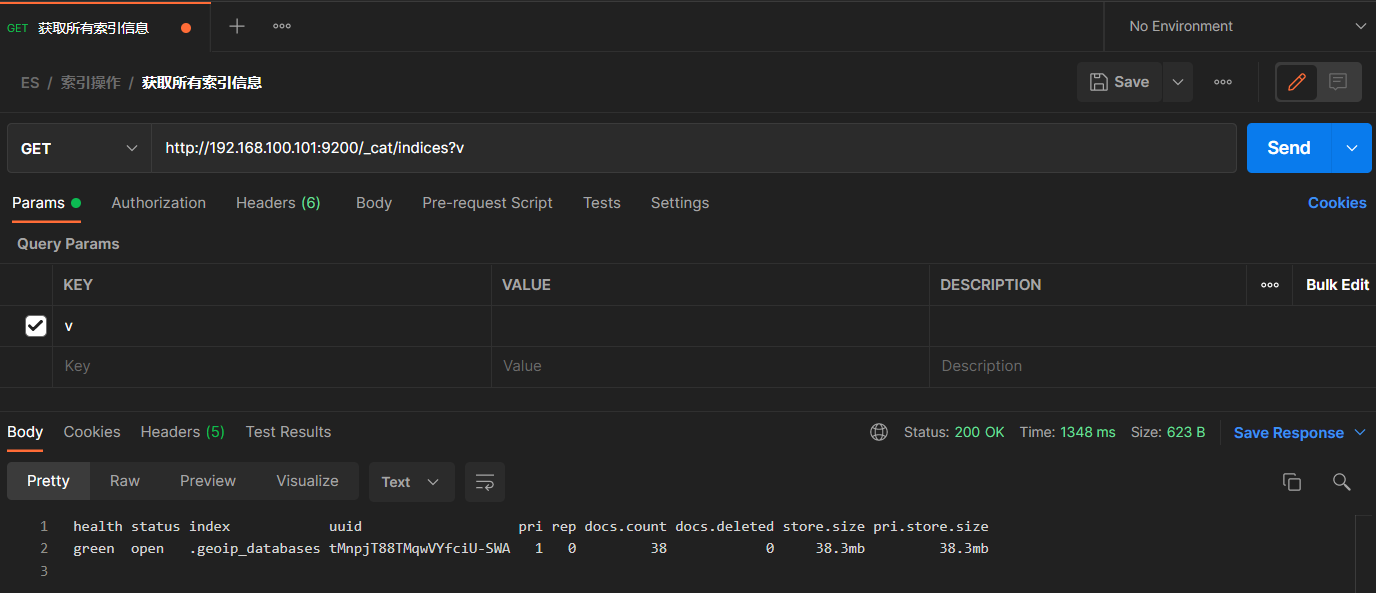 GET 获取所有索引信息
No Environment
ES / 索引操作 / 获取所有索引信息
Save
GET http://192.168.100.101:9200/_cat/indices?v Send
Params Authorization Headers (6) Body Pre-request Script Tests Settings Cookies
Query Params
KEY VALUE DESCRIPTION Bulk Edit
v
Key Value Description
Body Cookies Headers (5) Test Results Status: 200 OK Time: 1348 ms Size: 623 B Save Response
Pretty Raw Preview Visualize Text
1 health status index uuid pri rep docs.count docs.deleted store.size pri.store.size
2 green open .geoip_databases tMnpjT88TMqwVYfciU-SWA 1 0 38 0 38.3mb 38.3mb
3